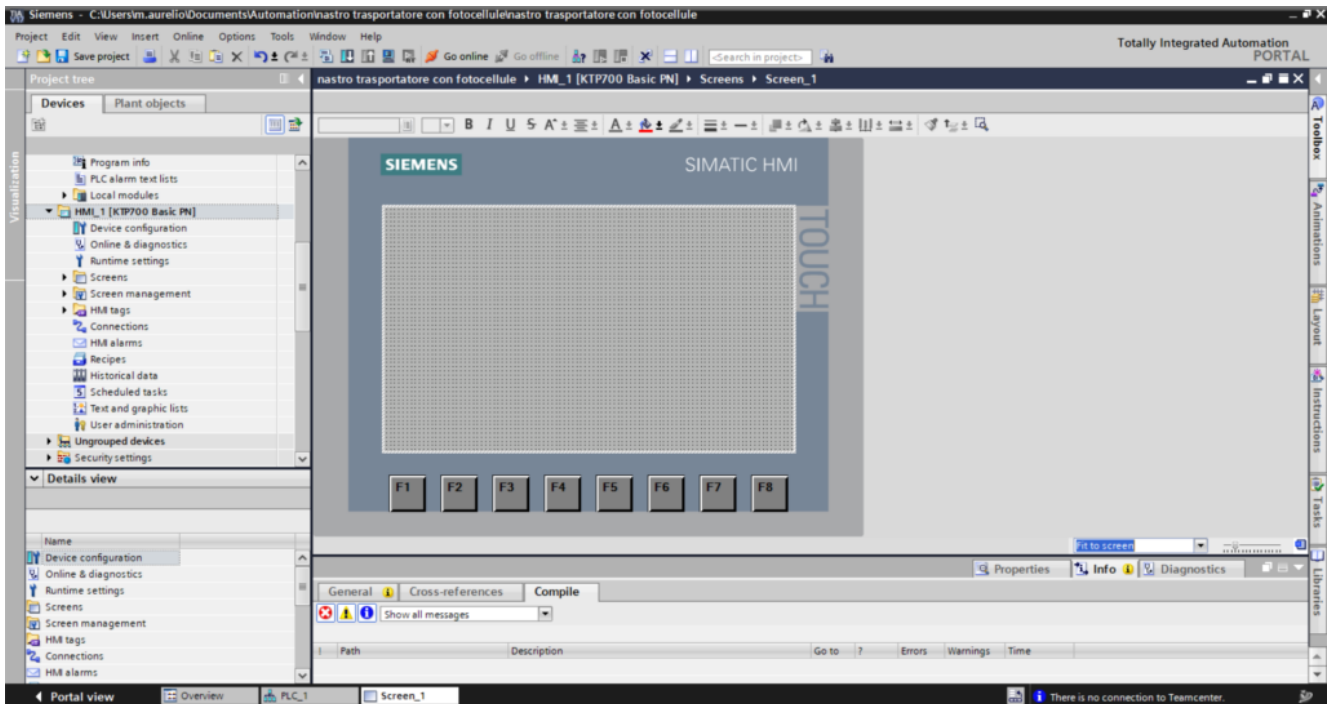 Siemens - C:\Users\m.aurelio\Documents\Automation\nastro trasportatore con fotocellule\nastro trasportatore con fotocellule
Project Edit View Insert Online Options Tools Window Help
Totally Integrated Automation
PORTAL
Save project Go online Go offline <Search in project>
Project tree
nastro trasportatore con fotocellule HMI_1 [KTP700 Basic PN] Screens Screen_1
Devices Plant objects
B I U S A A
Visualization
Program info
PLC alarm text lists
Local modules
HMI_1 [KTP700 Basic PN]
Device configuration
Online & diagnostics
Runtime settings
Screens
Screen management
HMI tags
Connections
HMI alarms
Recipes
Historical data
Scheduled tasks
Text and graphic lists
User administration
Ungrouped devices
Security settings
Details view
Name
Device configuration
Online & diagnostics
Runtime settings
Screens
Screen management
HMI tags
Connections
HMI alarms
SIEMENS SIMATIC HMI
TOUCH
F1 F2 F3 F4 F5 F6 F7 F8
Fit to screen
Properties Info Diagnostics
General Cross-references Compile
Show all messages
! Path Description Go to ? Errors Warnings Time
Toolbox
Animations
Layout
Instructions
Tasks
Libraries
Portal view Overview PLC_1 Screen_1 There is no connection to Teamcenter.